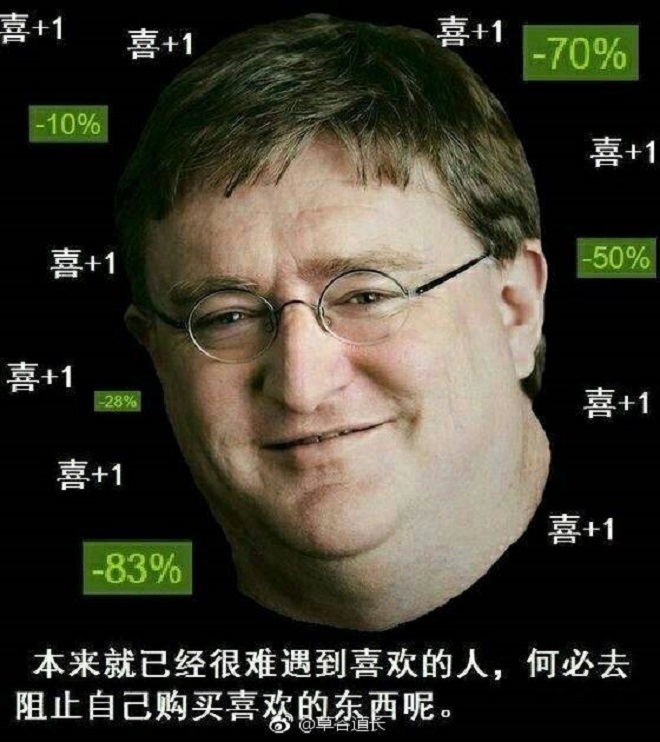 喜+1
喜+1
喜+1
-70%
-10%
喜+1
喜+1
-50%
喜+1
-28%
喜+1
喜+1
喜+1
-83%
本来就已经很难遇到喜欢的人，何必去
阻止自己购买喜欢的东西呢。
@草谷道长